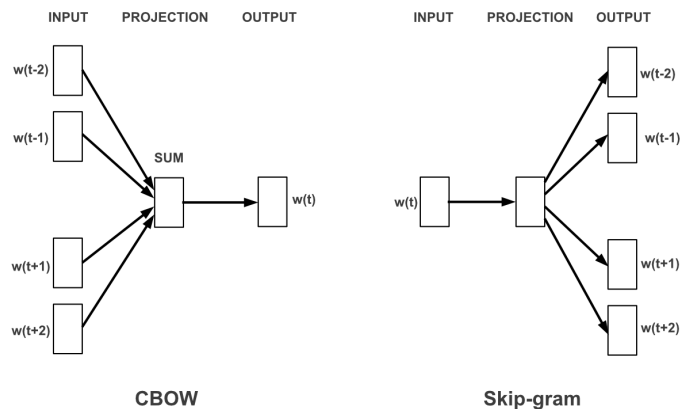 INPUT PROJECTION OUTPUT
w(t-2)
w(t-1)
SUM
w(t)
w(t+1)
w(t+2)
CBOW
INPUT PROJECTION OUTPUT
w(t-2)
w(t-1)
w(t)
w(t+1)
w(t+2)
Skip-gram